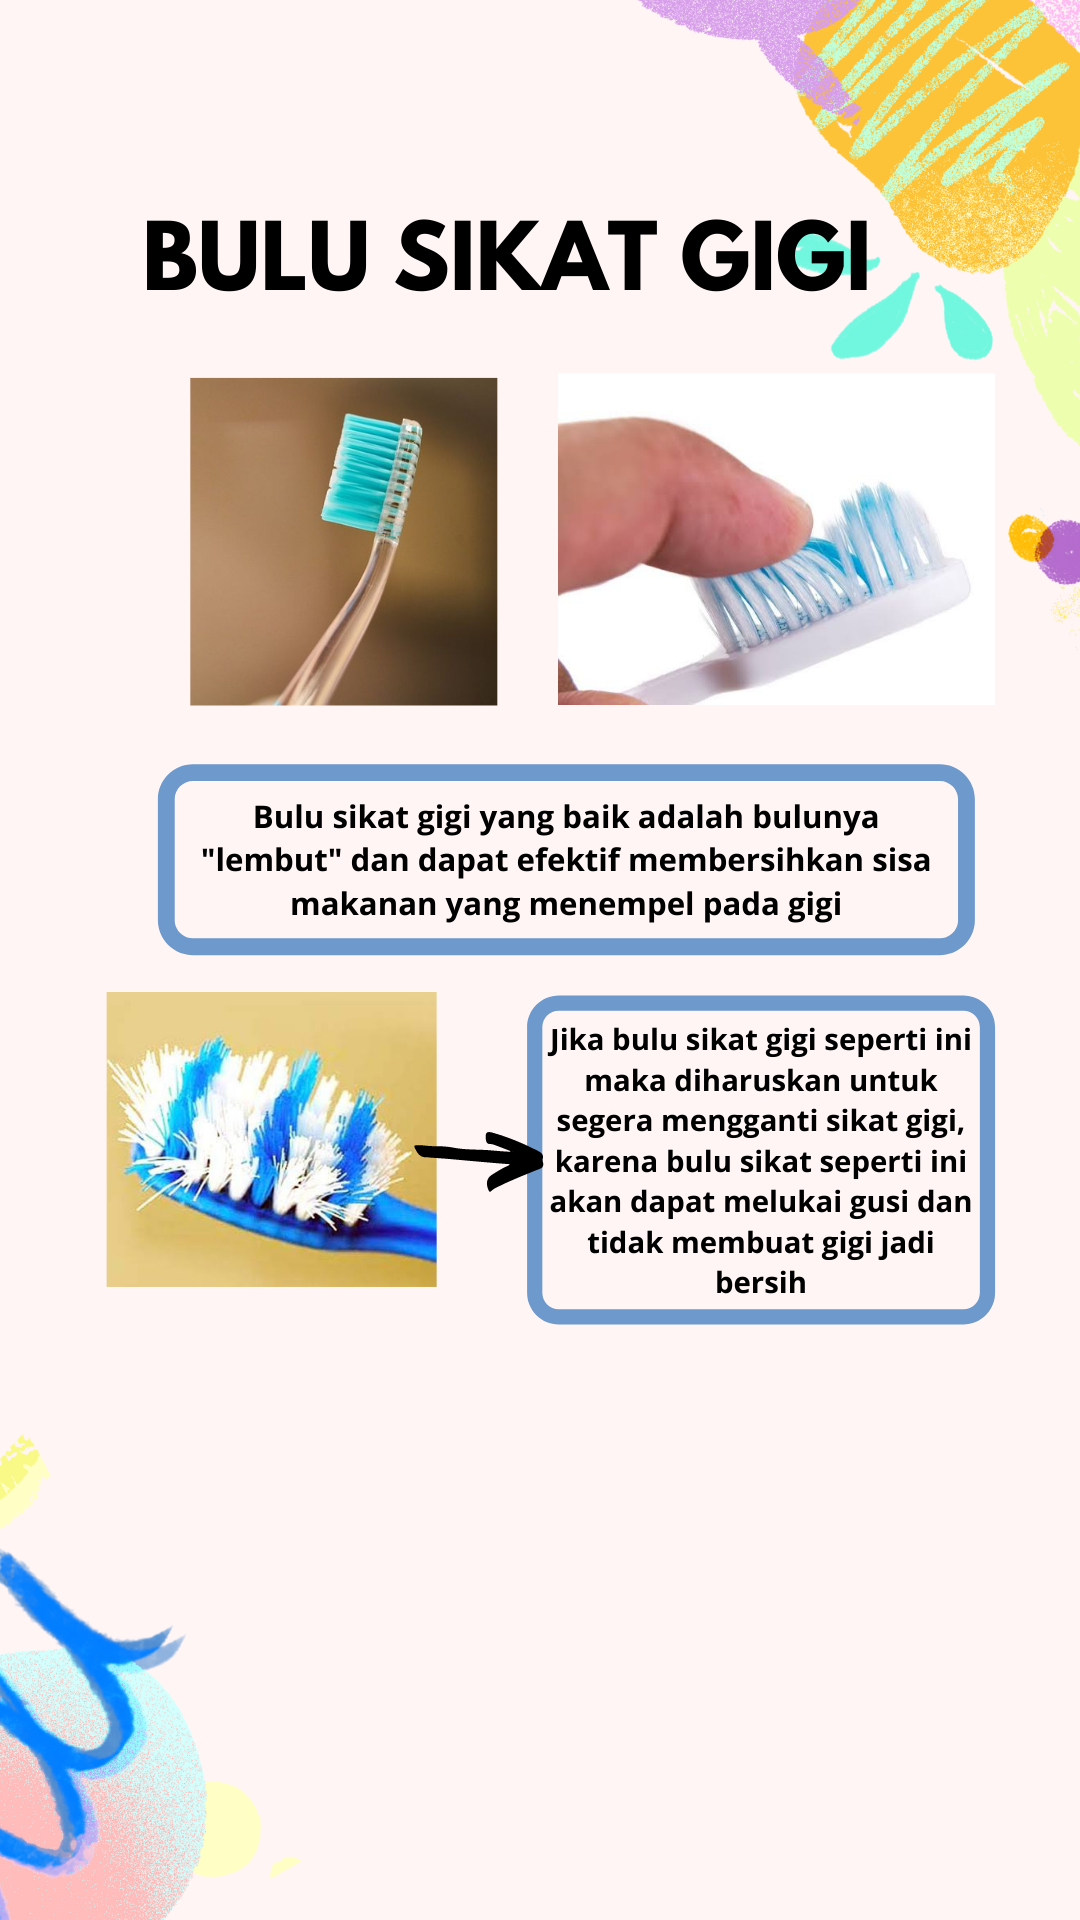 BULU SIKAT GIGI
Bulu sikat gigi yang baik adalah bulunya
"lembut" dan dapat efektif membersihkan sisa
makanan yang menempel pada gigi
Jika bulu sikat gigi seperti ini
maka diharuskan untuk
segera mengganti sikat gigi,
karena bulu sikat seperti ini
akan dapat melukai gusi dan
tidak membuat gigi jadi
bersih